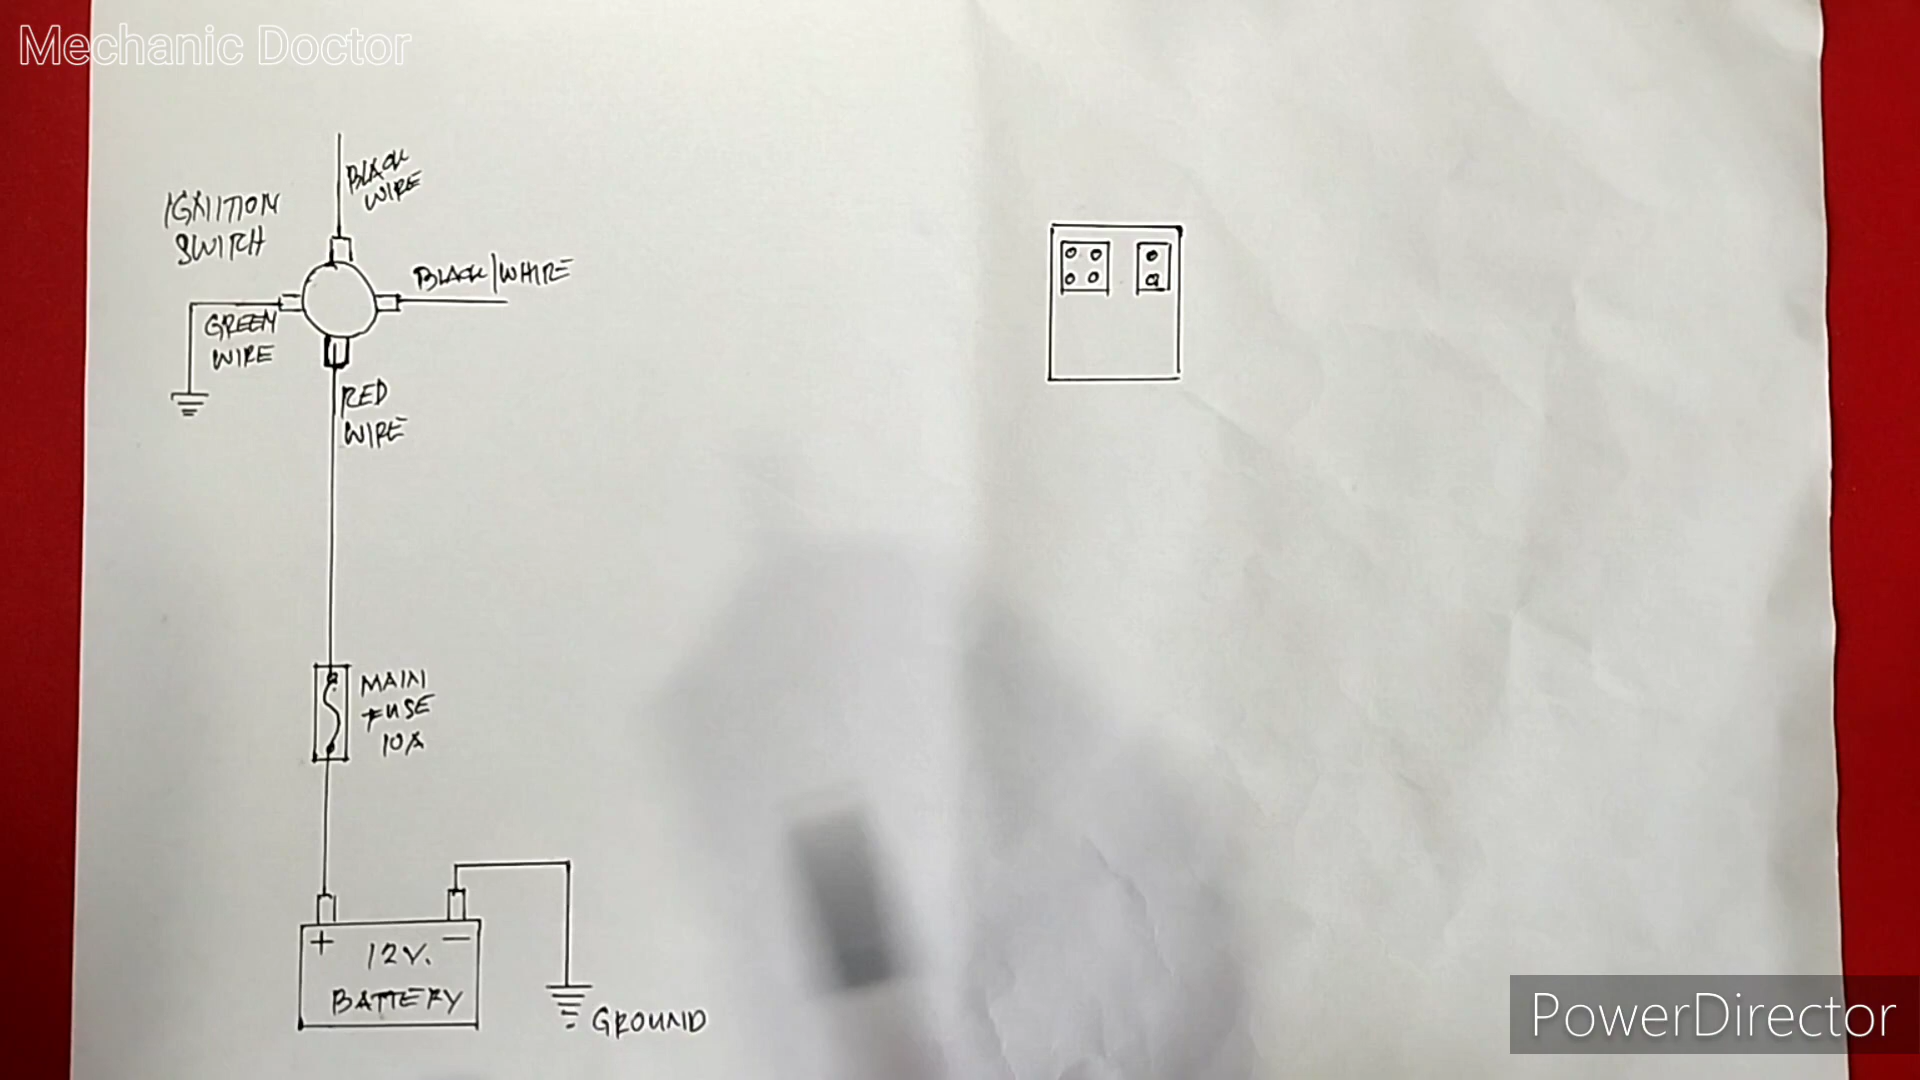 Mechanic Doctor
BLACK
WIRE
IGNITION
SWITCH
BLACK/WHITE
GREEN
WIRE
RED
WIRE
MAIN
FUSE
10A
+ 12V. −
BATTERY
GROUND
PowerDirector